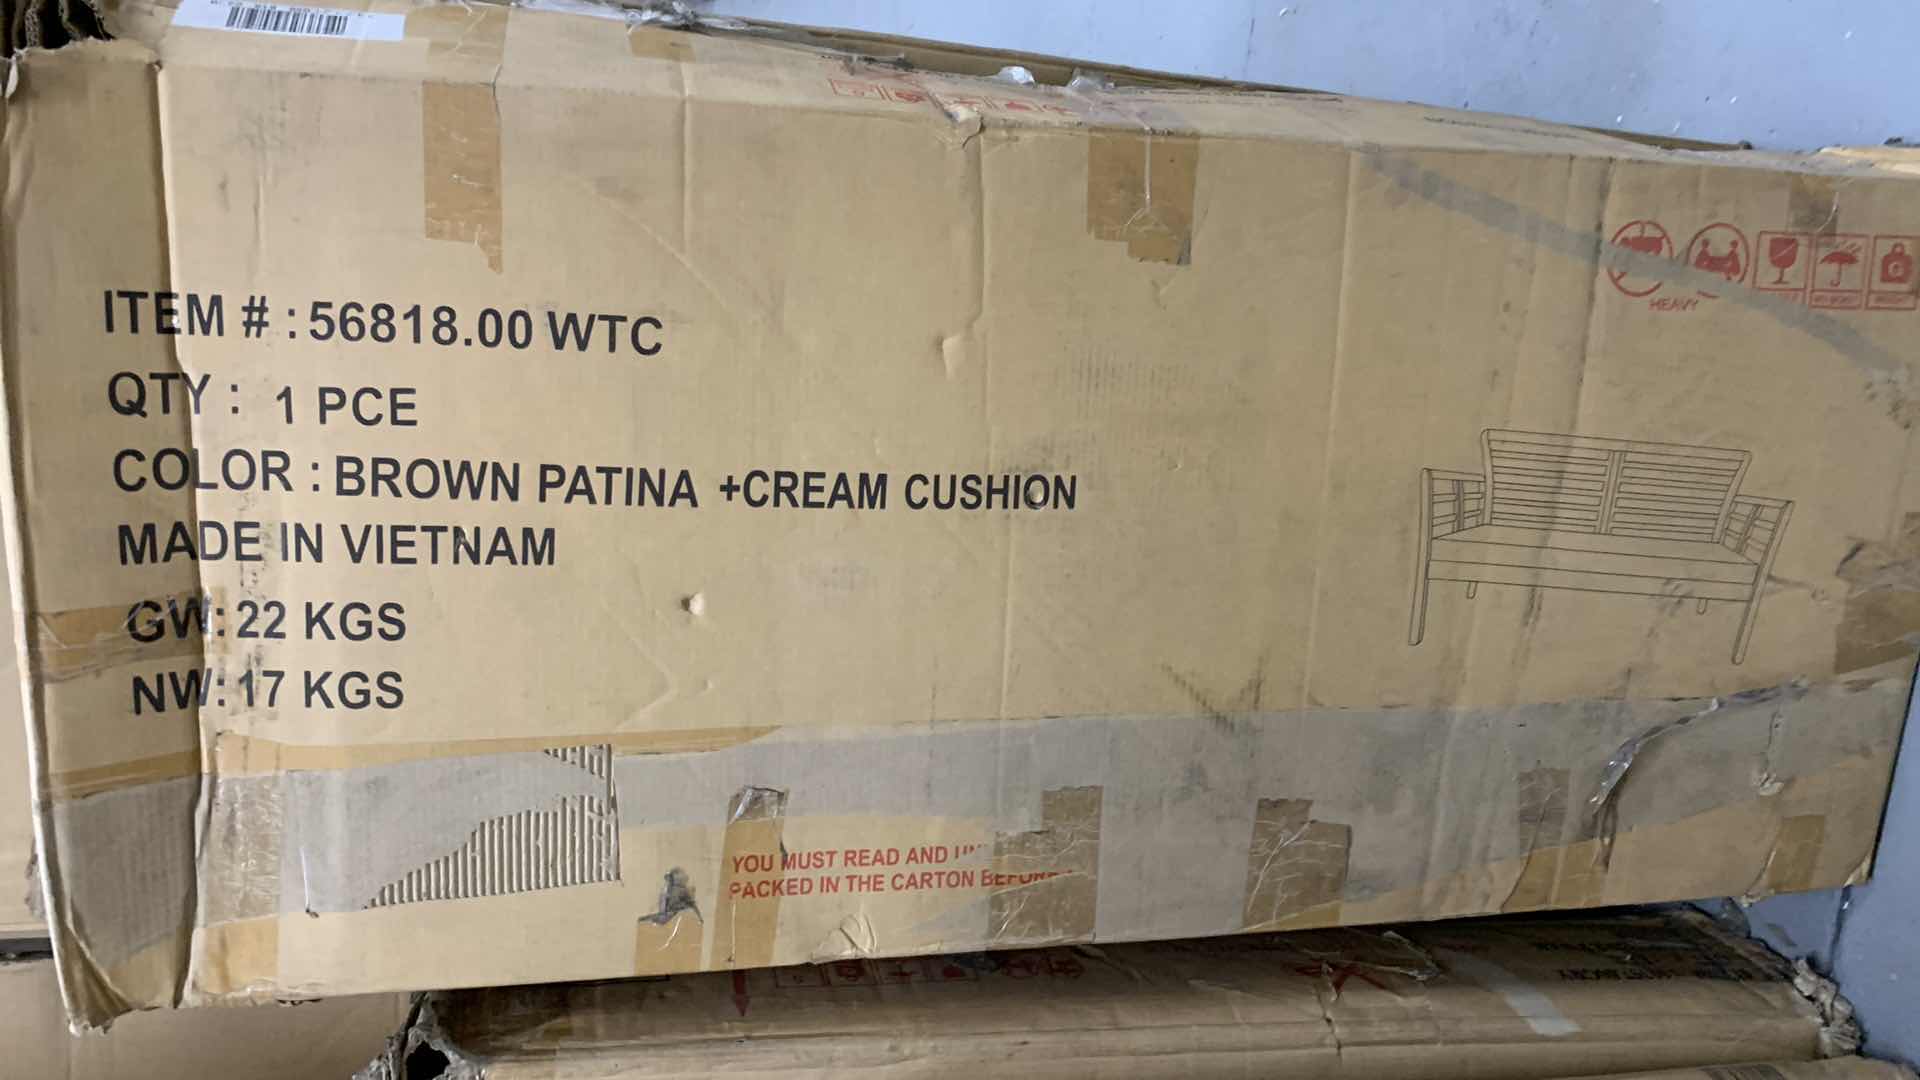 ITEM # : 56818.00 WTC
QTY : 1 PCE
COLOR : BROWN PATINA +CREAM CUSHION
MADE IN VIETNAM
GW: 22 KGS
NW: 17 KGS
HEAVY
YOU MUST READ AND
PACKED IN THE CARTON BEFORE